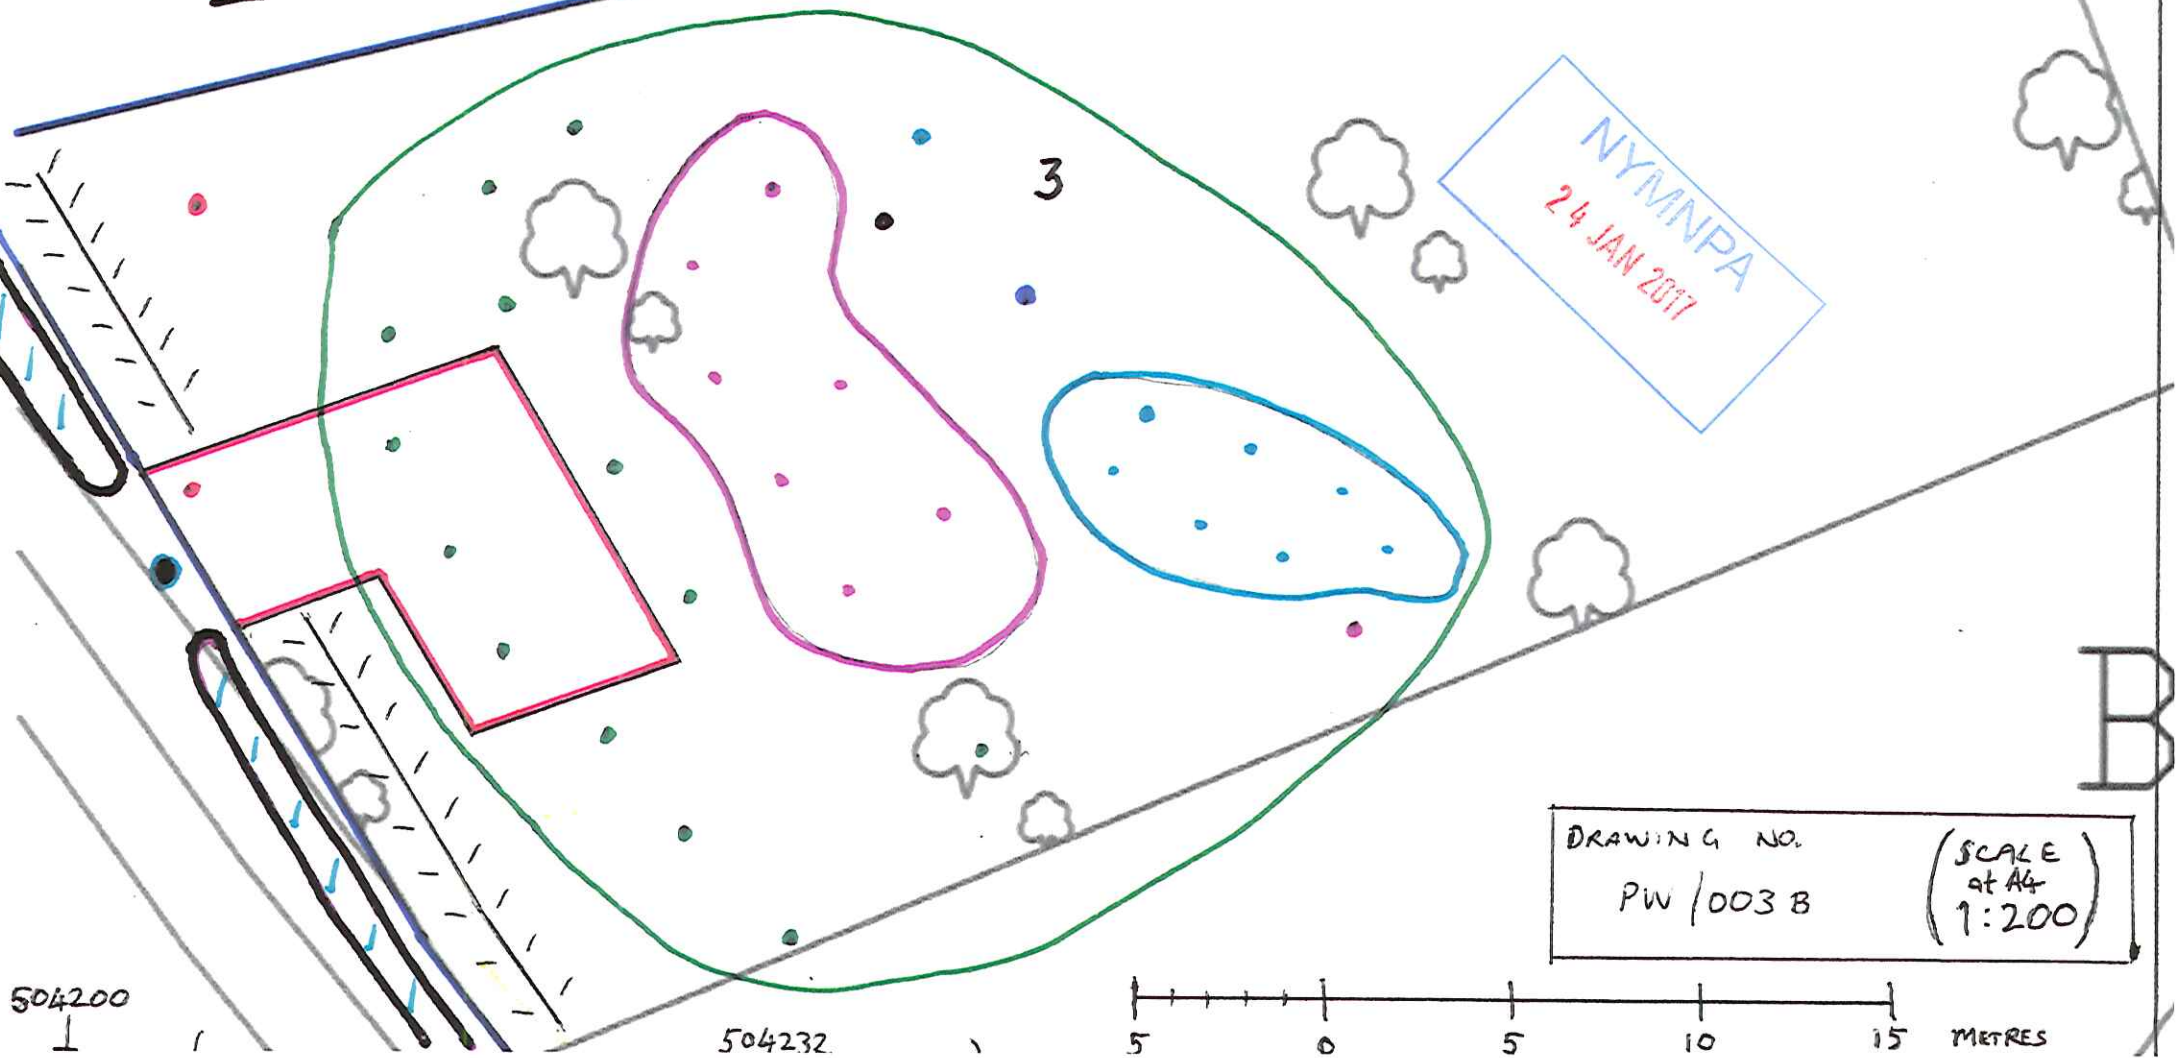 3
NYMNPA
24 JAN 2017
B
DRAWING NO.
PW/003B
(SCALE
at A4
1:200)
504200
504232
5 0 5 10 15 METRES